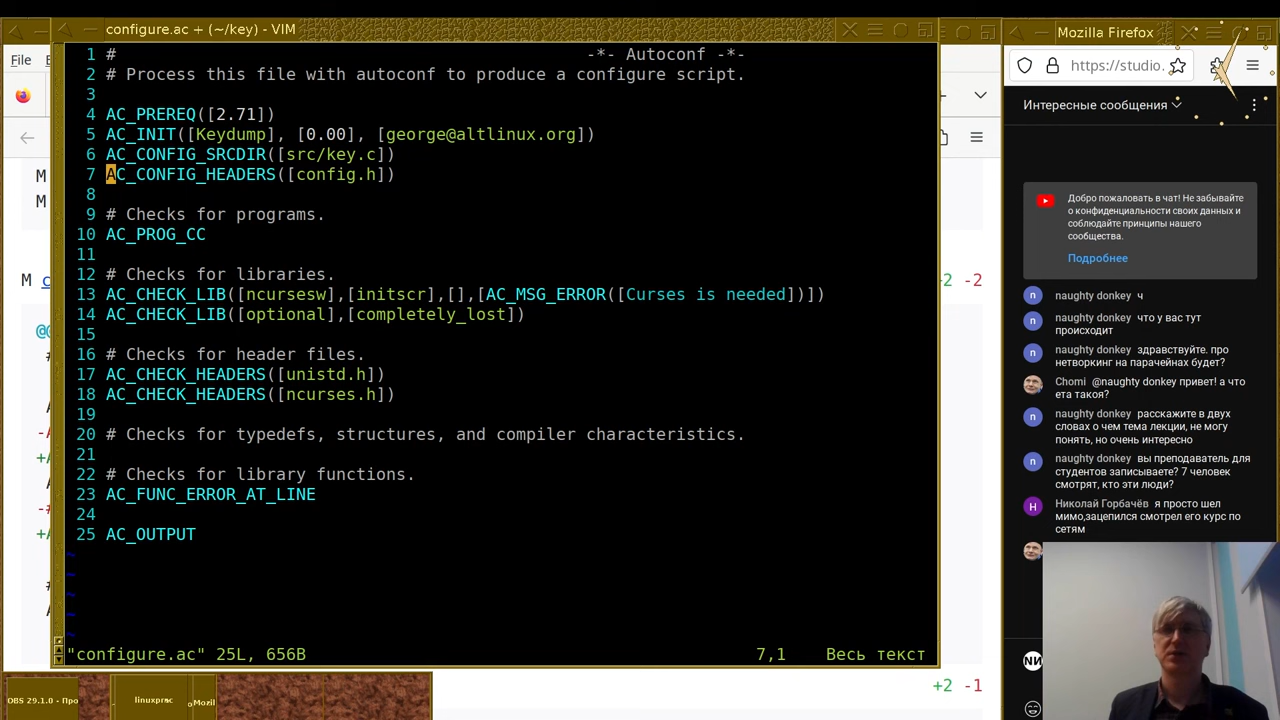 configure.ac + (~/key) - VIM
Mozilla Firefox
File
https://studio.
1 # -*- Autoconf -*-
2 # Process this file with autoconf to produce a configure script.
3
4 AC_PREREQ([2.71])
5 AC_INIT([Keydump], [0.00], [george@altlinux.org])
6 AC_CONFIG_SRCDIR([src/key.c])
7 AC_CONFIG_HEADERS([config.h])
8
9 # Checks for programs.
10 AC_PROG_CC
11
12 # Checks for libraries.
13 AC_CHECK_LIB([ncursesw],[initscr],[],[AC_MSG_ERROR([Curses is needed])])
14 AC_CHECK_LIB([optional],[completely_lost])
15
16 # Checks for header files.
17 AC_CHECK_HEADERS([unistd.h])
18 AC_CHECK_HEADERS([ncurses.h])
19
20 # Checks for typedefs, structures, and compiler characteristics.
21
22 # Checks for library functions.
23 AC_FUNC_ERROR_AT_LINE
24
25 AC_OUTPUT
~
~
~
~
~
"configure.ac" 25L, 656B 7,1 Весь текст
M
M
M c
@@
+2 -2
+2 -1
Интересные сообщения
Добро пожаловать в чат! Не забывайте
о конфиденциальности своих данных и
соблюдайте принципы нашего
сообщества.
Подробнее
n naughty donkey ч
n naughty donkey что у вас тут
происходит
n naughty donkey здравствуйте. про
нетворкинг на парачейнах будет?
Chomi @naughty donkey привет! а что
ета такоя?
n naughty donkey расскажите в двух
словах о чем тема лекции, не могу
понять, но очень интересно
n naughty donkey вы преподаватель для
студентов записываете? 7 человек
смотрят, кто эти люди?
Н Николай Горбачёв я просто шел
мимо,зацепился смотрел его курс по
сетям
OBS 29.1.0 - Про
linuxprac
Mozil